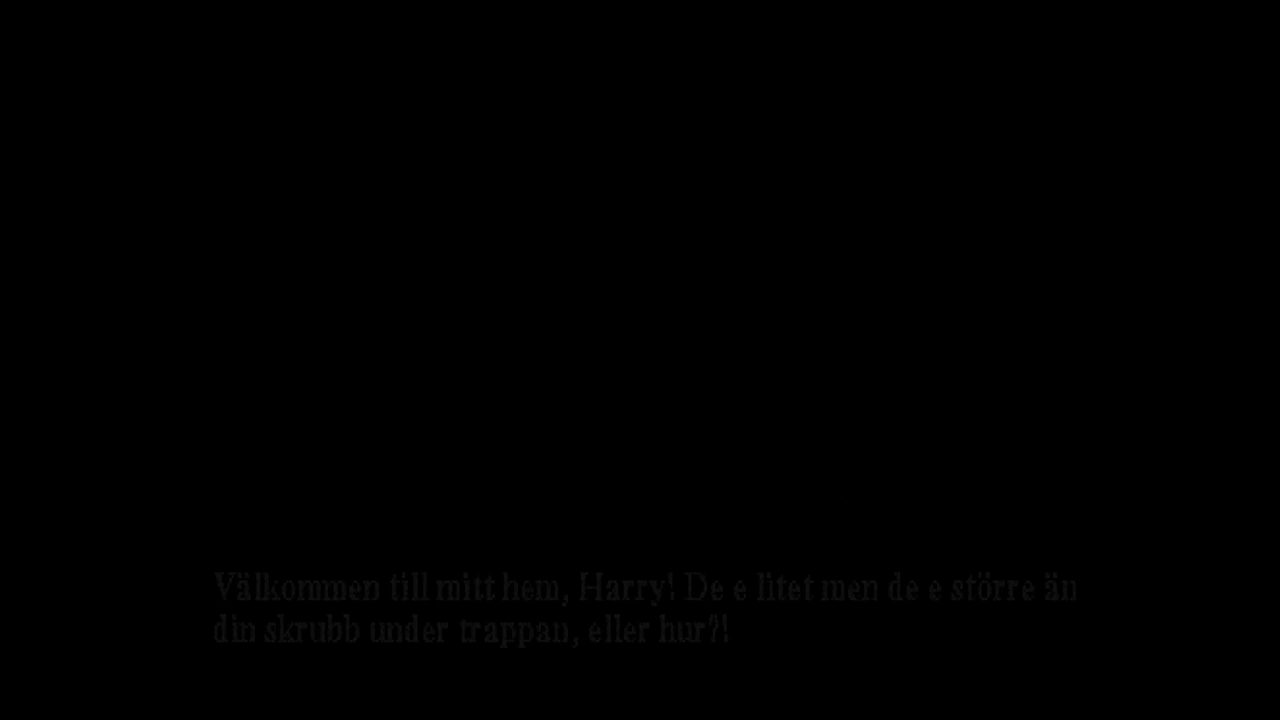 Välkommen till mitt hem, Harry! De e litet men de e större än
din skrubb under trappan, eller hur?!